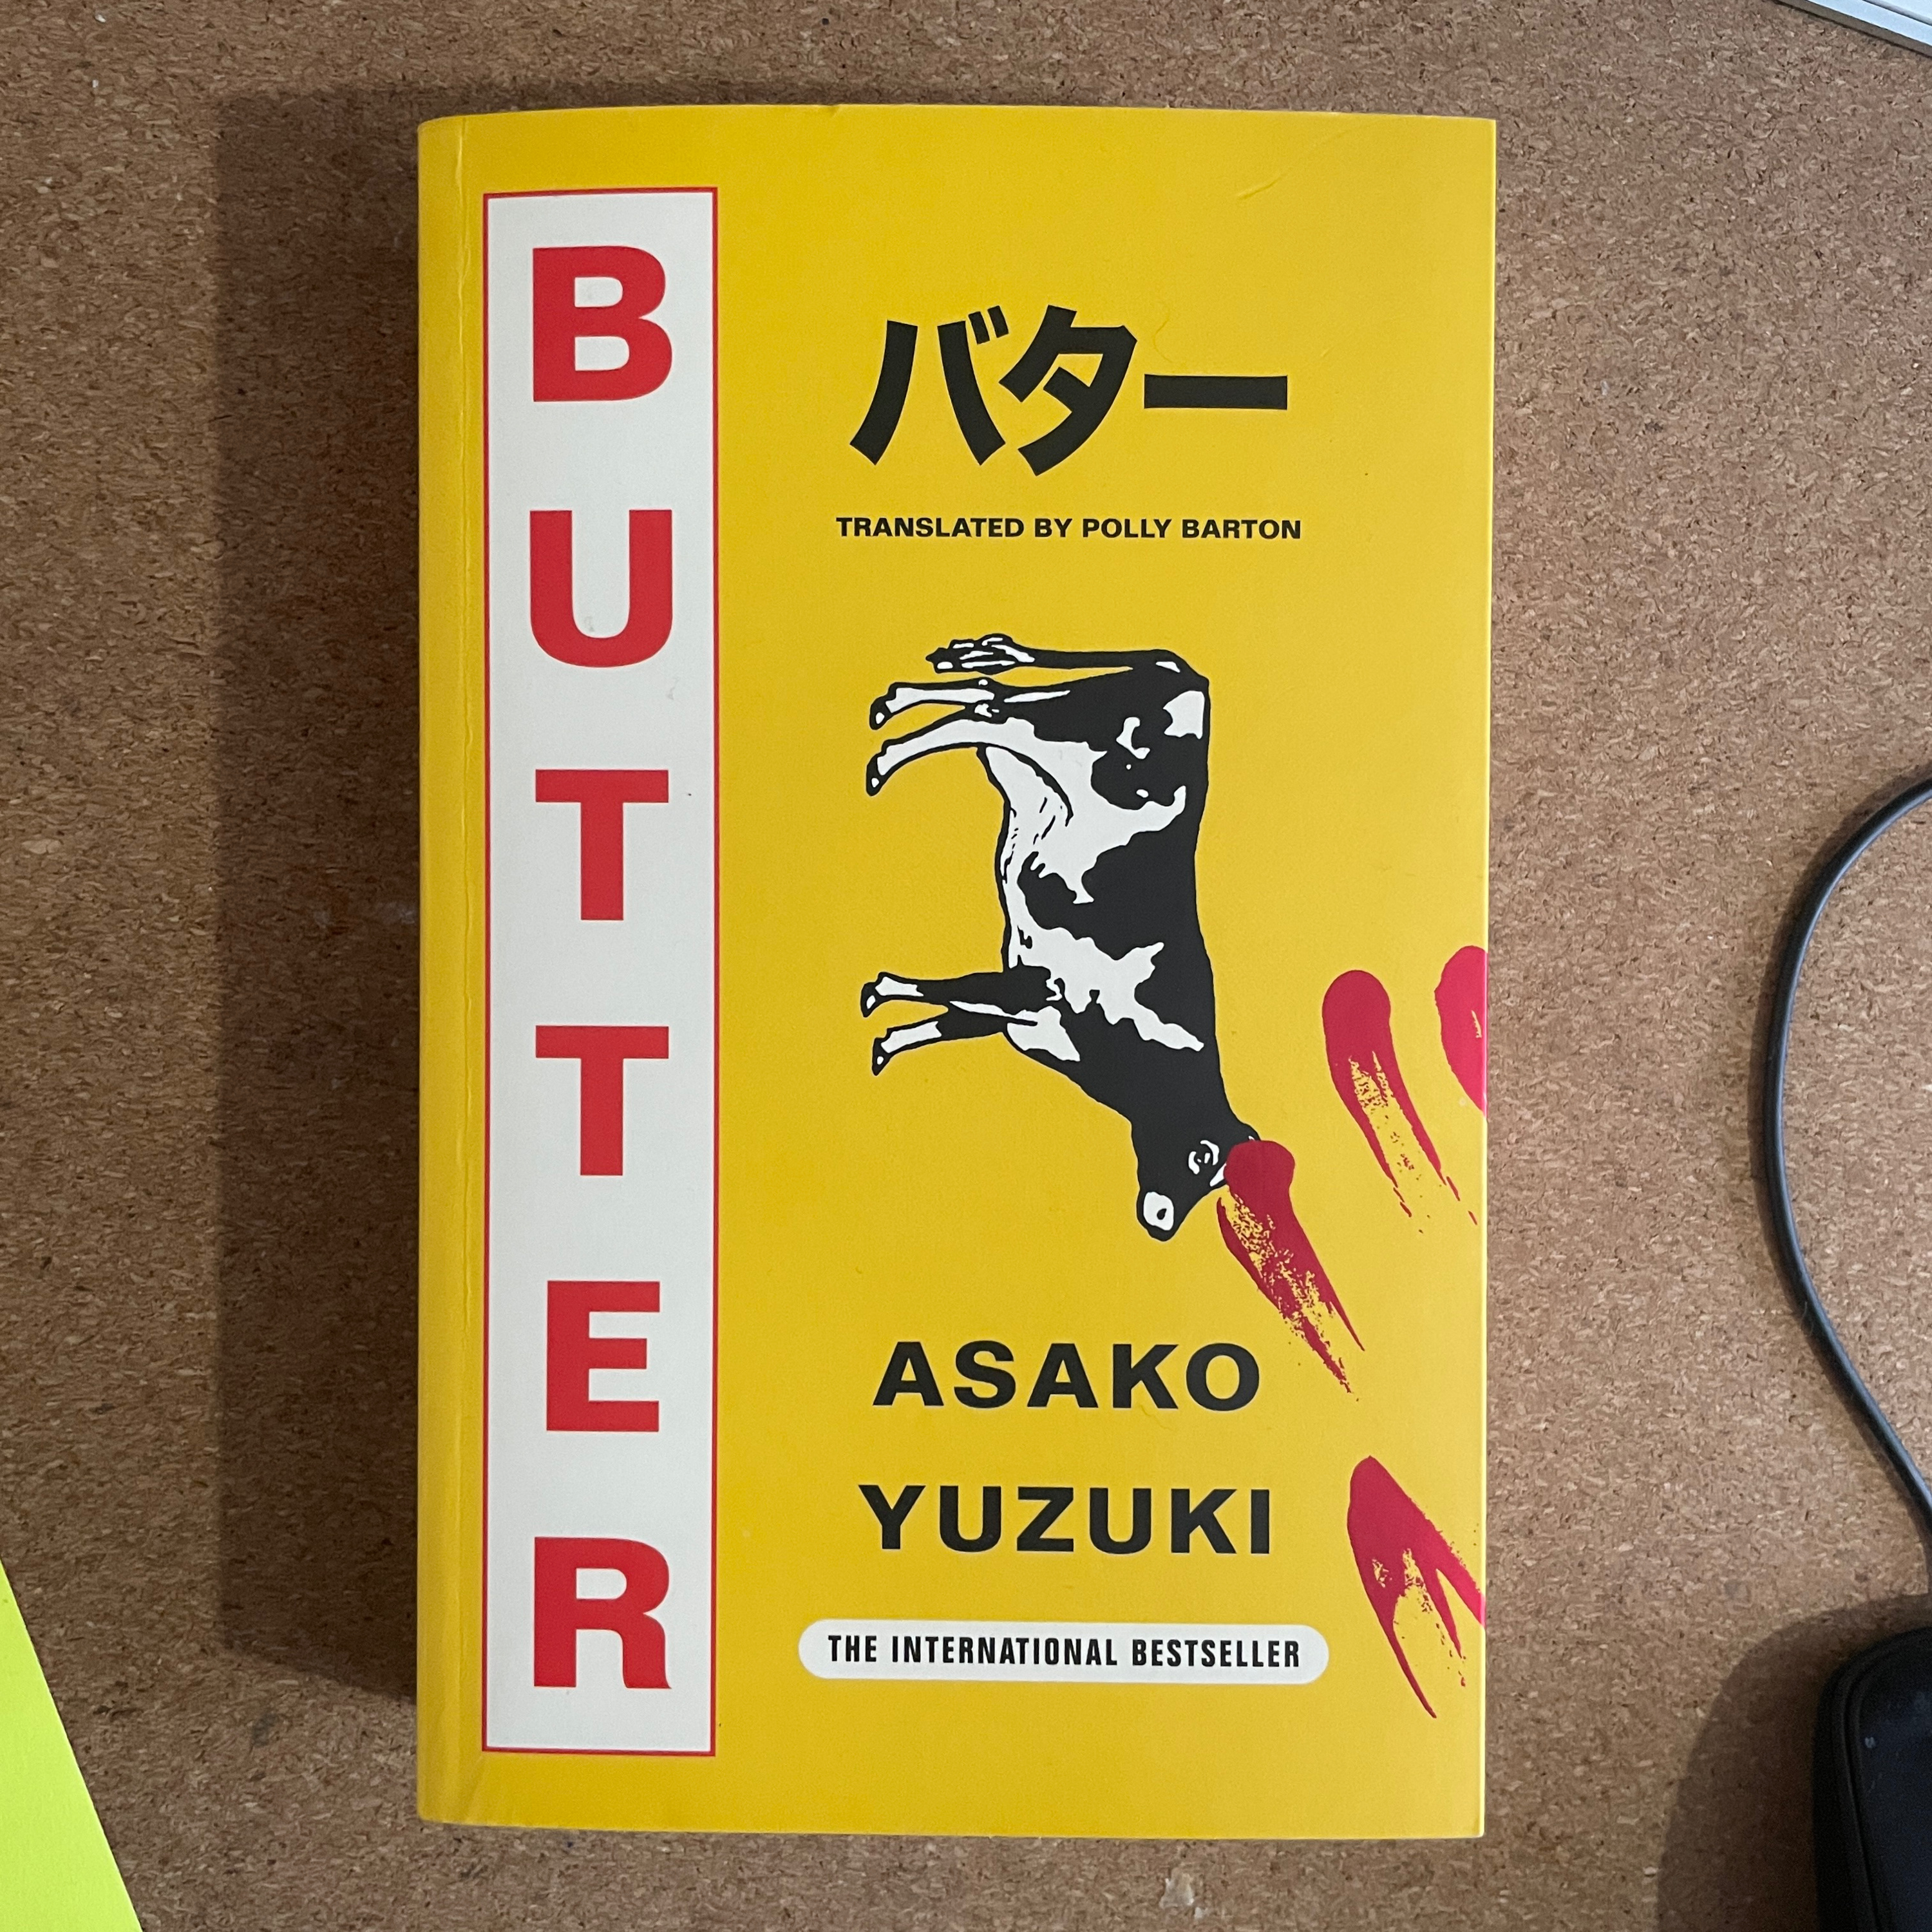 BUTTER
バター
TRANSLATED BY POLLY BARTON
ASAKO
YUZUKI
THE INTERNATIONAL BESTSELLER